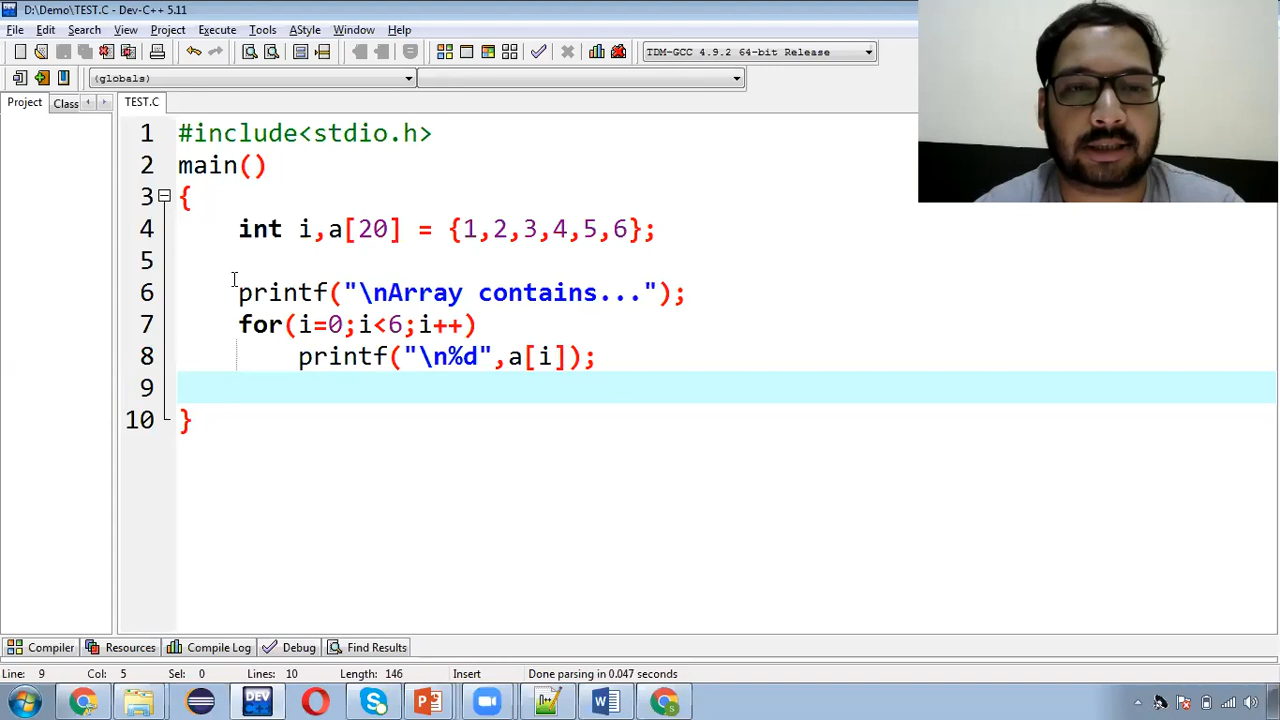 D:\Demo\TEST.C - Dev-C++ 5.11
File Edit Search View Project Execute Tools AStyle Window Help
TDM-GCC 4.9.2 64-bit Release
(globals)
Project Class TEST.C
1 #include<stdio.h>
2 main()
3 {
4 int i,a[20] = {1,2,3,4,5,6};
5
6 printf("\nArray contains...");
7 for(i=0;i<6;i++)
8 printf("\n%d",a[i]);
9
10 }
Compiler Resources Compile Log Debug Find Results
Line: 9 Col: 5 Sel: 0 Lines: 10 Length: 146 Insert Done parsing in 0.047 seconds
DEV C++ S P W S